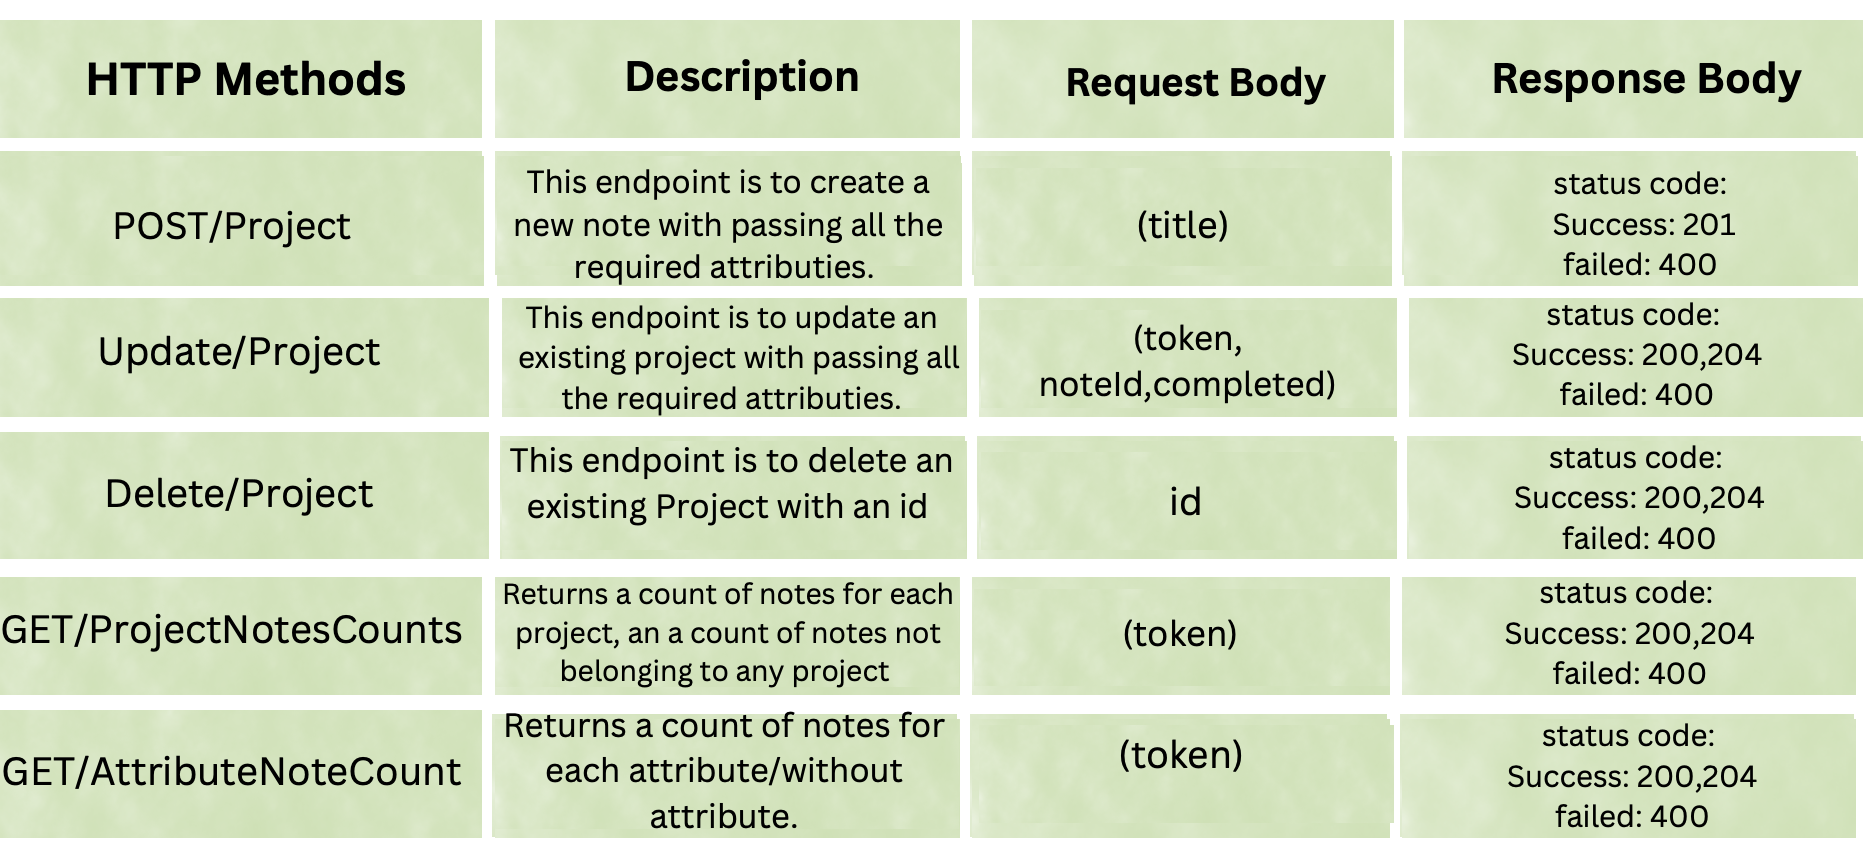 HTTP Methods
Description
Request Body
Response Body
POST/Project
This endpoint is to create a
new note with passing all the
required attributies.
(title)
status code:
Success: 201
failed: 400
Update/Project
This endpoint is to update an
existing project with passing all
the required attributies.
(token,
noteId,completed)
status code:
Success: 200,204
failed: 400
Delete/Project
This endpoint is to delete an
existing Project with an id
id
status code:
Success: 200,204
failed: 400
GET/ProjectNotesCounts
Returns a count of notes for each
project, an a count of notes not
belonging to any project
(token)
status code:
Success: 200,204
failed: 400
GET/AttributeNoteCount
Returns a count of notes for
each attribute/without
attribute.
(token)
status code:
Success: 200,204
failed: 400